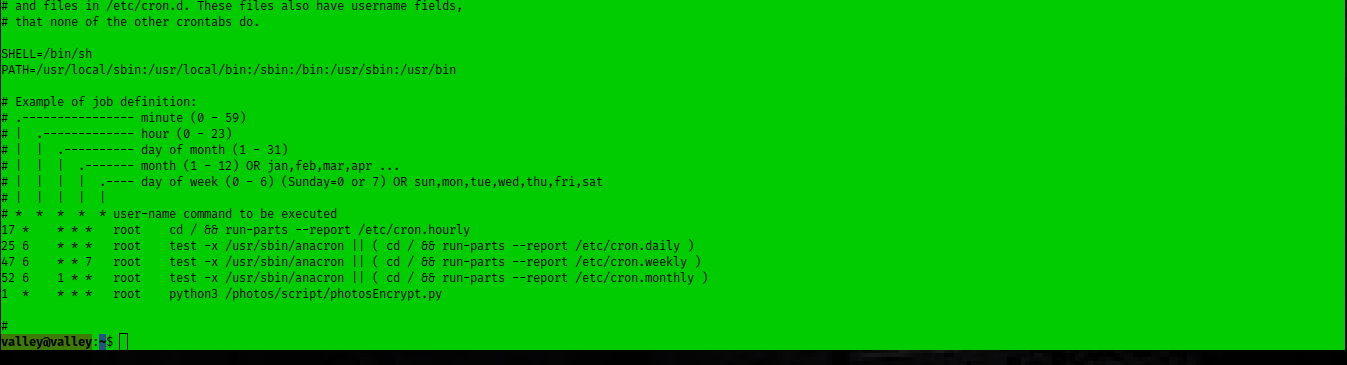 # and files in /etc/cron.d. These files also have username fields,
# that none of the other crontabs do.
SHELL=/bin/sh
PATH=/usr/local/sbin:/usr/local/bin:/sbin:/bin:/usr/sbin:/usr/bin
# Example of job definition:
# .---------------- minute (0 - 59)
# |  .------------- hour (0 - 23)
# |  |  .---------- day of month (1 - 31)
# |  |  |  .------- month (1 - 12) OR jan,feb,mar,apr ...
# |  |  |  |  .---- day of week (0 - 6) (Sunday=0 or 7) OR sun,mon,tue,wed,thu,fri,sat
# |  |  |  |  |
# *  *  *  *  * user-name command to be executed
17 *    * * *   root    cd / && run-parts --report /etc/cron.hourly
25 6    * * *   root    test -x /usr/sbin/anacron || ( cd / && run-parts --report /etc/cron.daily )
47 6    * * 7   root    test -x /usr/sbin/anacron || ( cd / && run-parts --report /etc/cron.weekly )
52 6    1 * *   root    test -x /usr/sbin/anacron || ( cd / && run-parts --report /etc/cron.monthly )
1  *    * * *   root    python3 /photos/script/photosEncrypt.py
#
valley@valley:~$